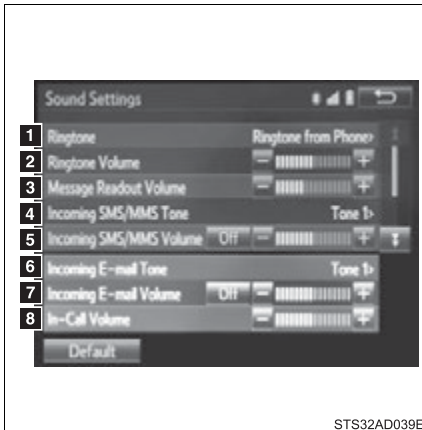 Sound Settings
1 Ringtone Ringtone from Phone
2 Ringtone Volume − +
3 Message Readout Volume − +
4 Incoming SMS/MMS Tone Tone 1
5 Incoming SMS/MMS Volume Off − +
6 Incoming E-mail Tone Tone 1
7 Incoming E-mail Volume Off − +
8 In-Call Volume − +
Default
STS32AD039E